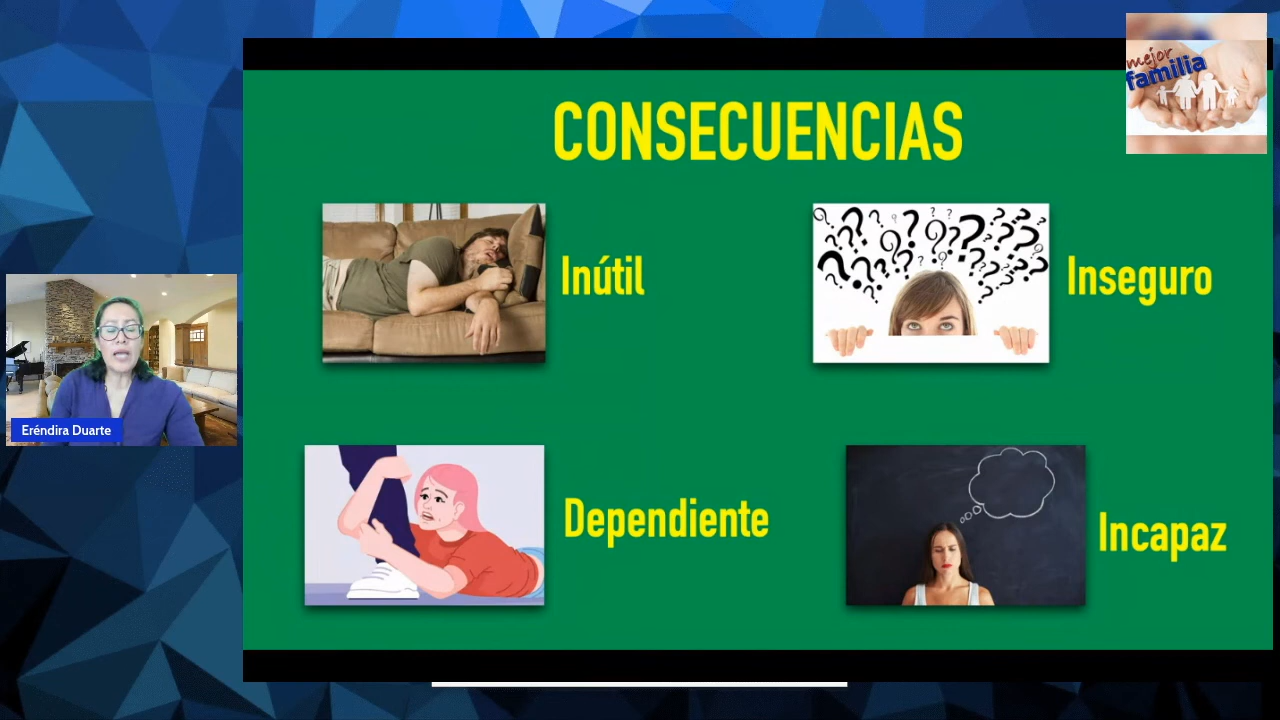 mejor
familia
CONSECUENCIAS
Inútil
Inseguro
Eréndira Duarte
Dependiente
Incapaz